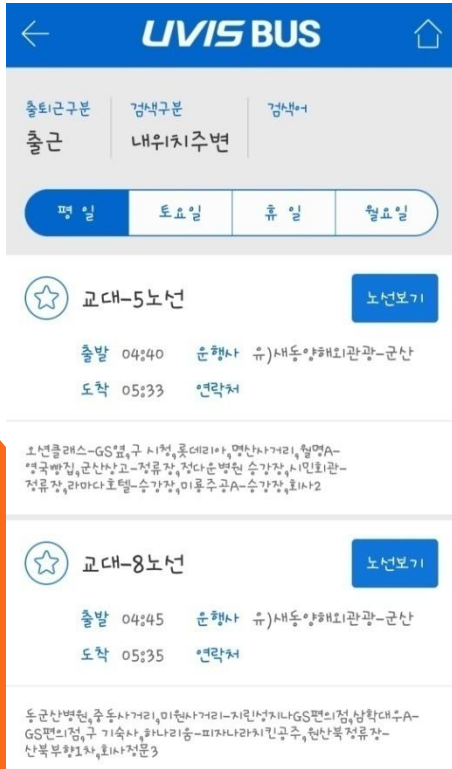 UVIS BUS
출퇴근구분 검색구분 검색어
출근 내위치주변
평 일 토요일 휴 일 월요일
교대-5노선 노선보기
출발 04:40 운행사 유)새동양해외관광-군산
도착 05:33 연락처
오션클래스-GS옆,구 시청,롯데리아,명산사거리,월명A-
영국빵집,군산상고-정류장,정다운병원 승강장,시민회관-
정류장,라마다호텔-승강장,미룡주공A-승강장,회사2
교대-8노선 노선보기
출발 04:45 운행사 유)새동양해외관광-군산
도착 05:35 연락처
동군산병원,중동사거리,미원사거리-지린성지나GS편의점,삼학대우A-
GS편의점,구 기숙사,하나리움-피자나라치킨공주,원산북정류장-
산북부향1차,회사정문3